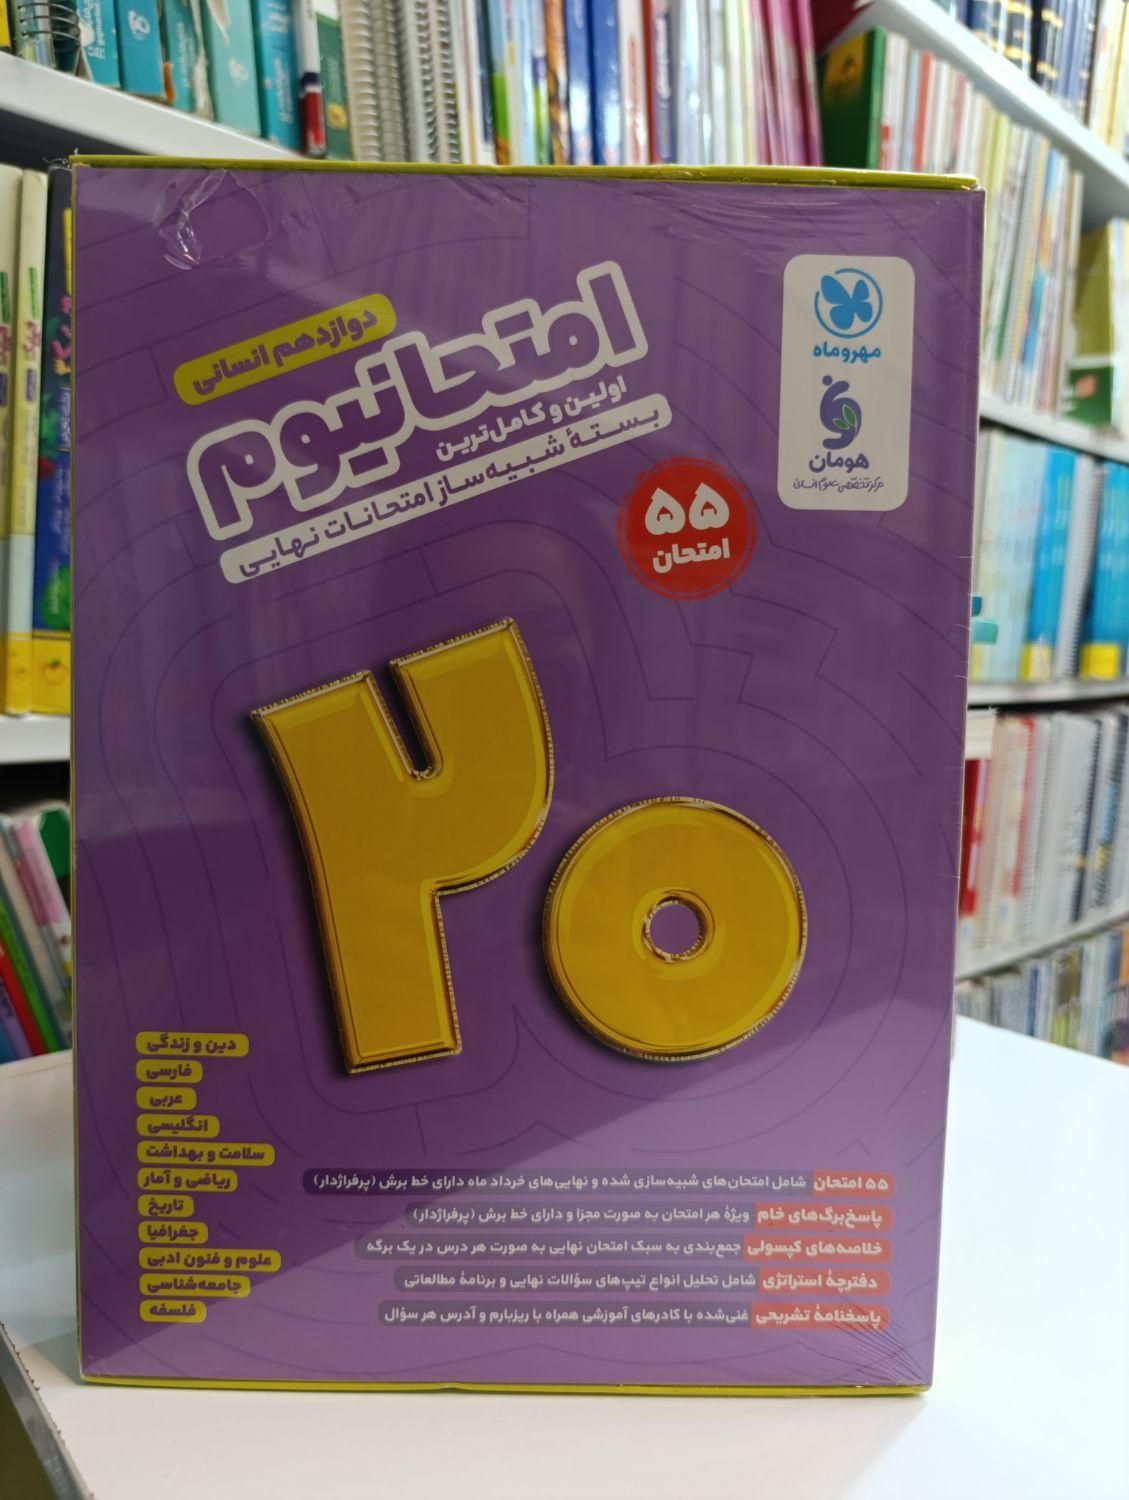 مهروماه
هومان
مرکز تخصصی علوم انسانی
دوازدهم انسانی
امتحانیوم
اولین و کامل‌ترین
بستهٔ شبیه‌ساز امتحانات نهایی
۵۵
امتحان
۲۰
دین و زندگی
فارسی
عربی
انگلیسی
سلامت و بهداشت
ریاضی و آمار
تاریخ
جغرافیا
علوم و فنون ادبی
جامعه‌شناسی
فلسفه
۵۵ امتحان شامل امتحان‌های شبیه‌سازی شده و نهایی‌های خرداد ماه دارای خط برش (پرفراژدار)
پاسخ‌برگ‌های خام ویژهٔ هر امتحان به صورت مجزا و دارای خط برش (پرفراژدار)
خلاصه‌های کپسولی جمع‌بندی به سبک امتحان نهایی به صورت هر درس در یک برگه
دفترچهٔ استراتژی شامل تحلیل انواع تیپ‌های سؤالات نهایی و برنامهٔ مطالعاتی
پاسخنامهٔ تشریحی غنی‌شده با کادرهای آموزشی همراه با ریزبارم و آدرس هر سؤال